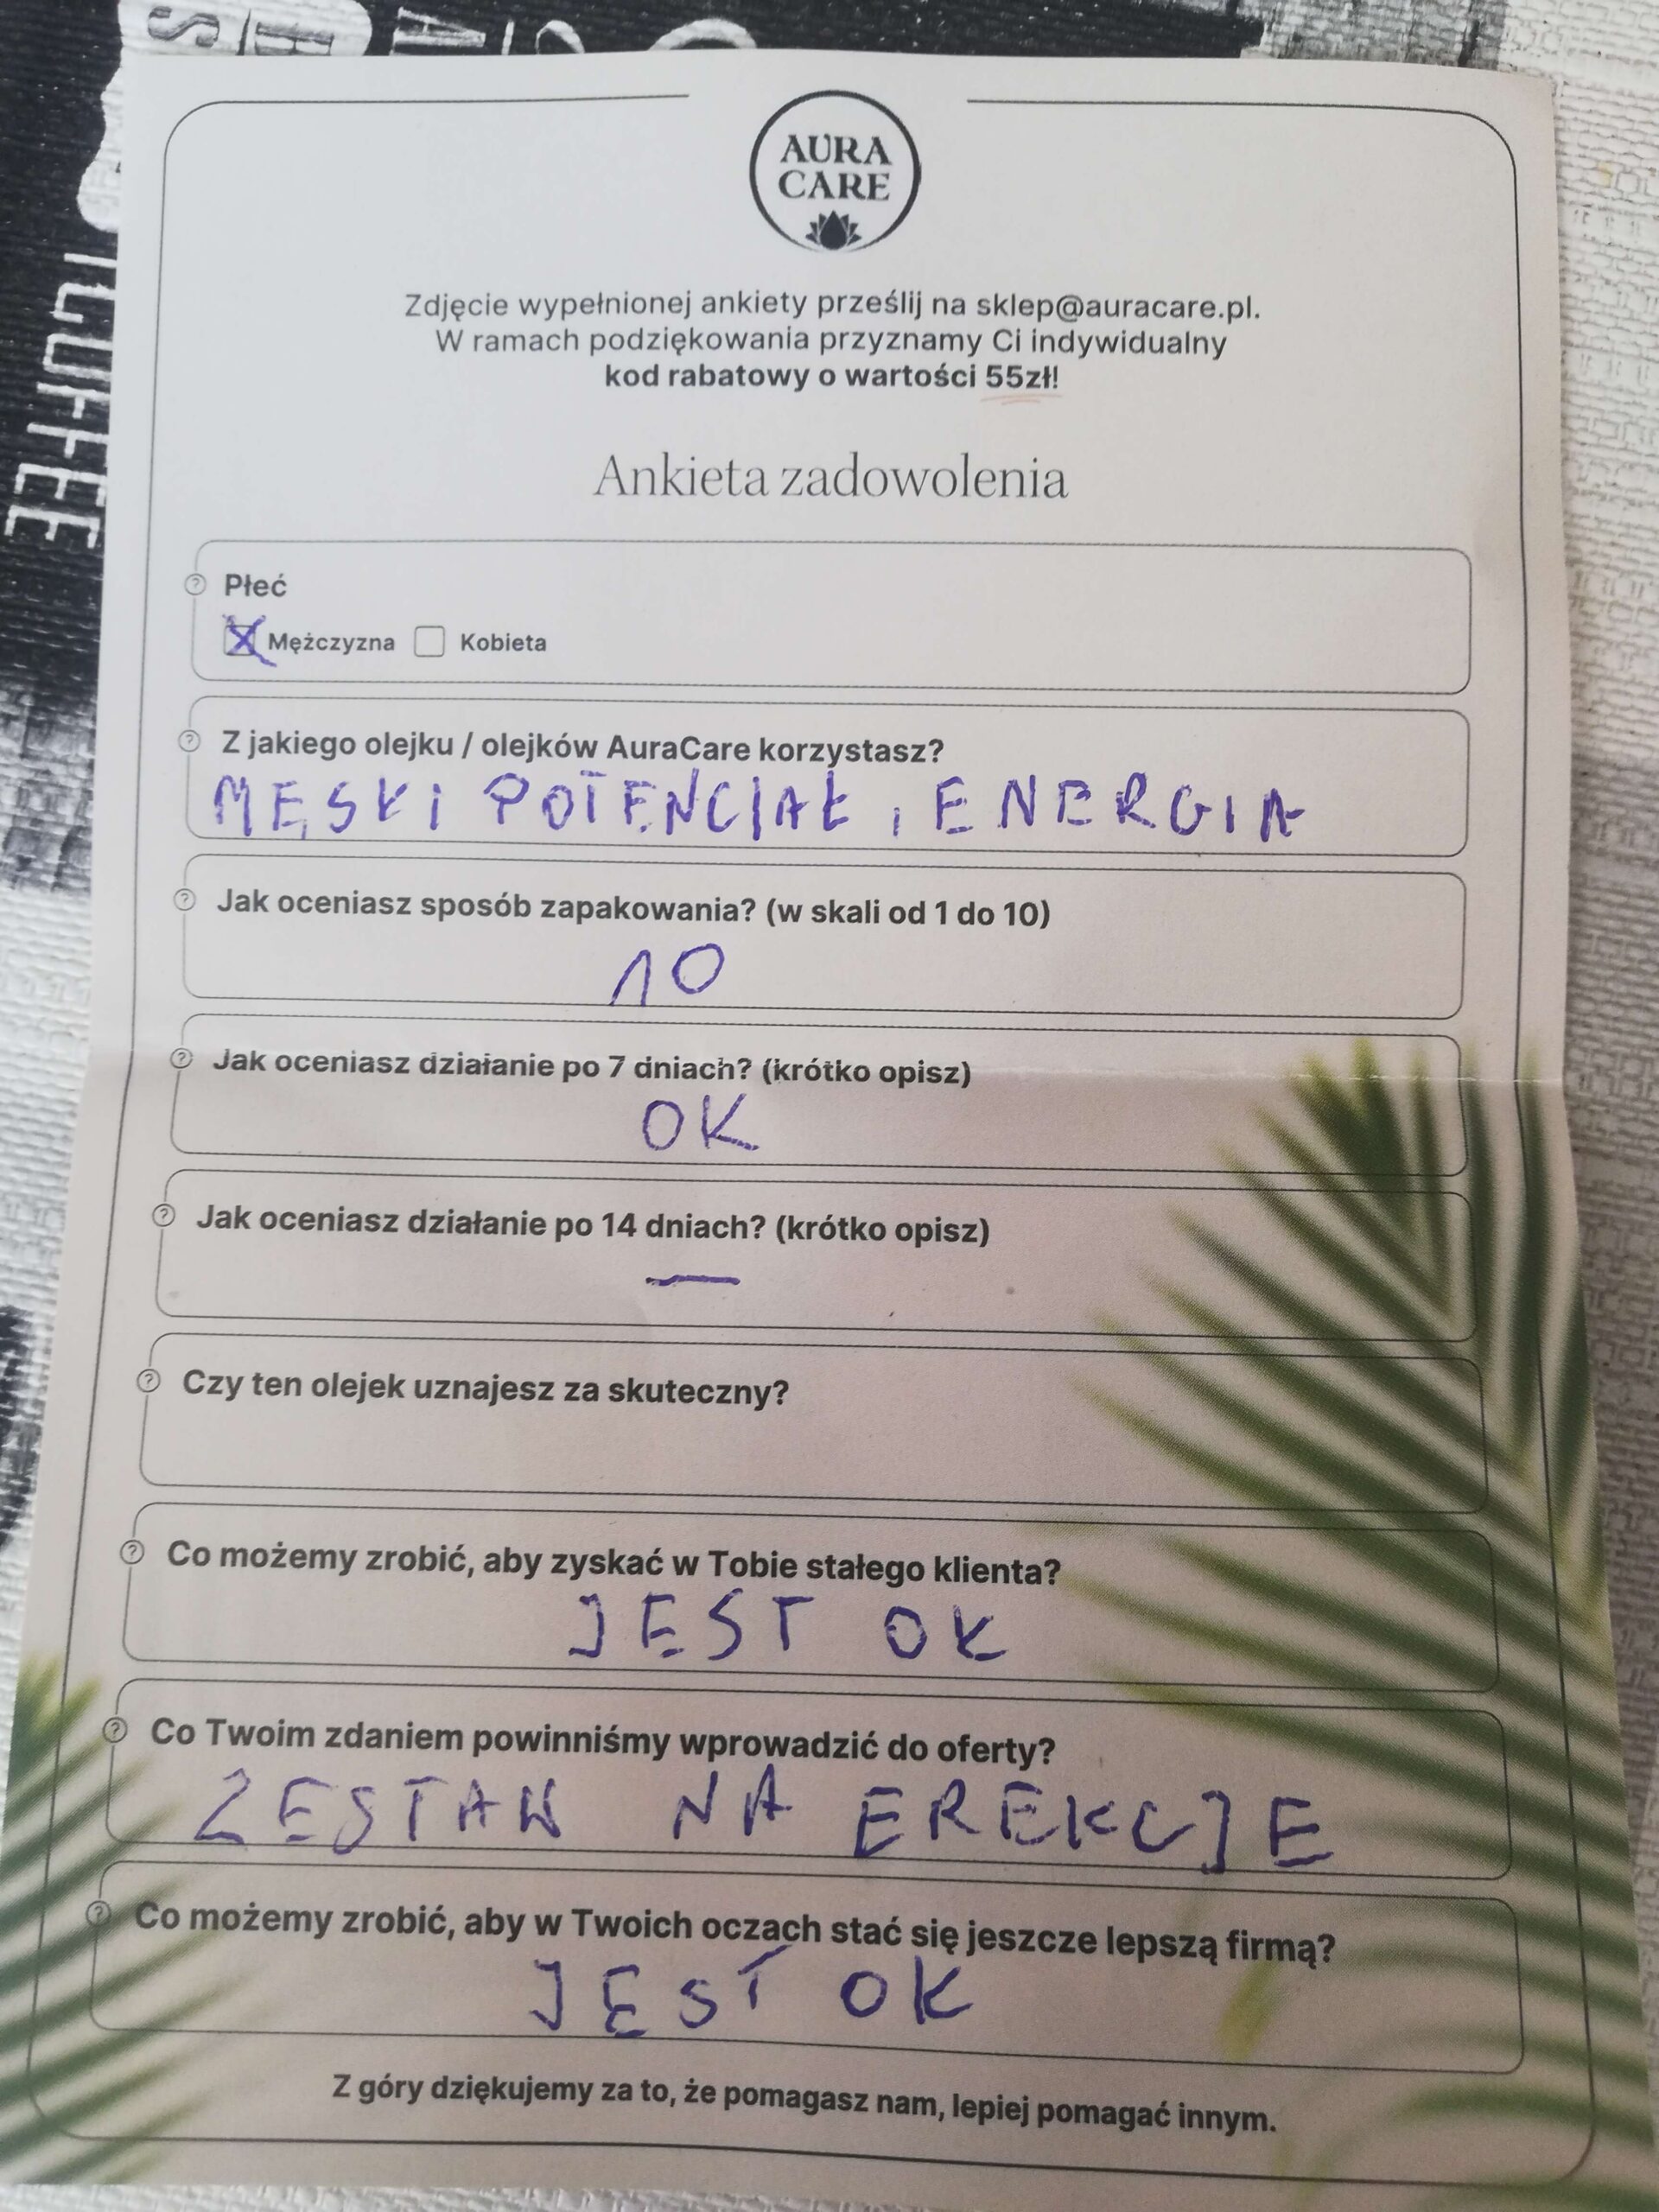 AURA
CARE
Zdjęcie wypełnionej ankiety prześlij na sklep@auracare.pl.
W ramach podziękowania przyznamy Ci indywidualny
kod rabatowy o wartości 55zł!
Ankieta zadowolenia
Płeć
Mężczyzna Kobieta
Z jakiego olejku / olejków AuraCare korzystasz?
MĘSKI POTENCIAŁ, ENERGIA
Jak oceniasz sposób zapakowania? (w skali od 1 do 10)
10
Jak oceniasz działanie po 7 dniach? (krótko opisz)
OK
Jak oceniasz działanie po 14 dniach? (krótko opisz)
—
Czy ten olejek uznajesz za skuteczny?
Co możemy zrobić, aby zyskać w Tobie stałego klienta?
JEST OK
Co Twoim zdaniem powinniśmy wprowadzić do oferty?
ZESTAW NA EREKCJE
Co możemy zrobić, aby w Twoich oczach stać się jeszcze lepszą firmą?
JEST OK
Z góry dziękujemy za to, że pomagasz nam, lepiej pomagać innym.